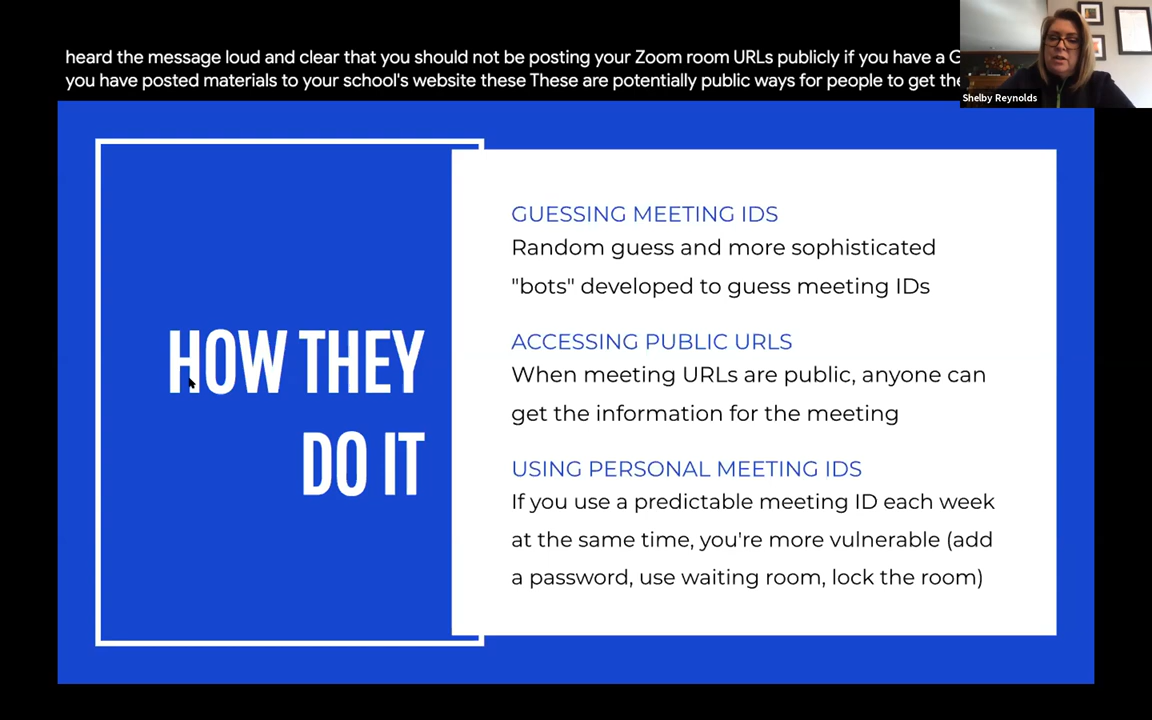 heard the message loud and clear that you should not be posting your Zoom room URLs publicly if you have a
you have posted materials to your school's website these These are potentially public ways for people to get
Shelby Reynolds
HOW THEY
DO IT
GUESSING MEETING IDS
Random guess and more sophisticated
"bots" developed to guess meeting IDs
ACCESSING PUBLIC URLS
When meeting URLs are public, anyone can
get the information for the meeting
USING PERSONAL MEETING IDS
If you use a predictable meeting ID each week
at the same time, you're more vulnerable (add
a password, use waiting room, lock the room)